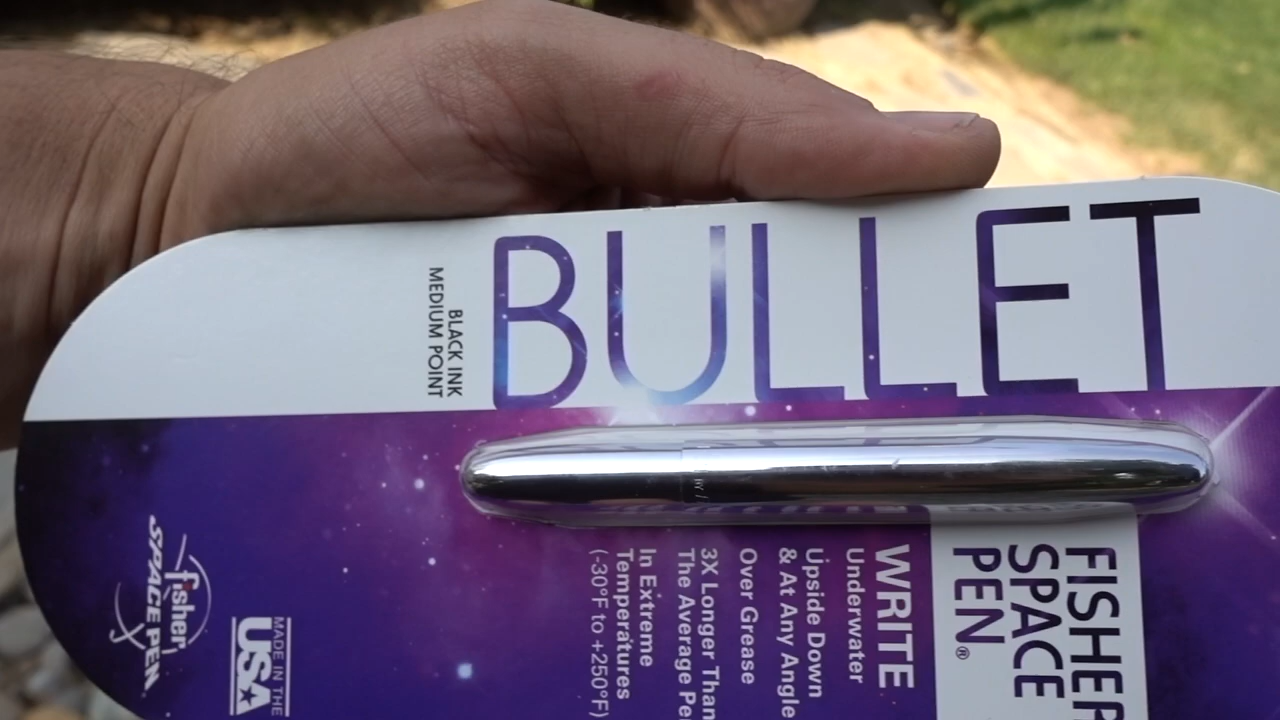 BULLET
BLACK INK
MEDIUM POINT
FISHER
SPACE
PEN®
WRITE
Underwater
Upside Down
& At Any Angle
Over Grease
3X Longer Than
The Average
In Extreme
Temperatures
(-30°F to +250°F)
fisher
SPACE PEN
MADE IN THE
USA